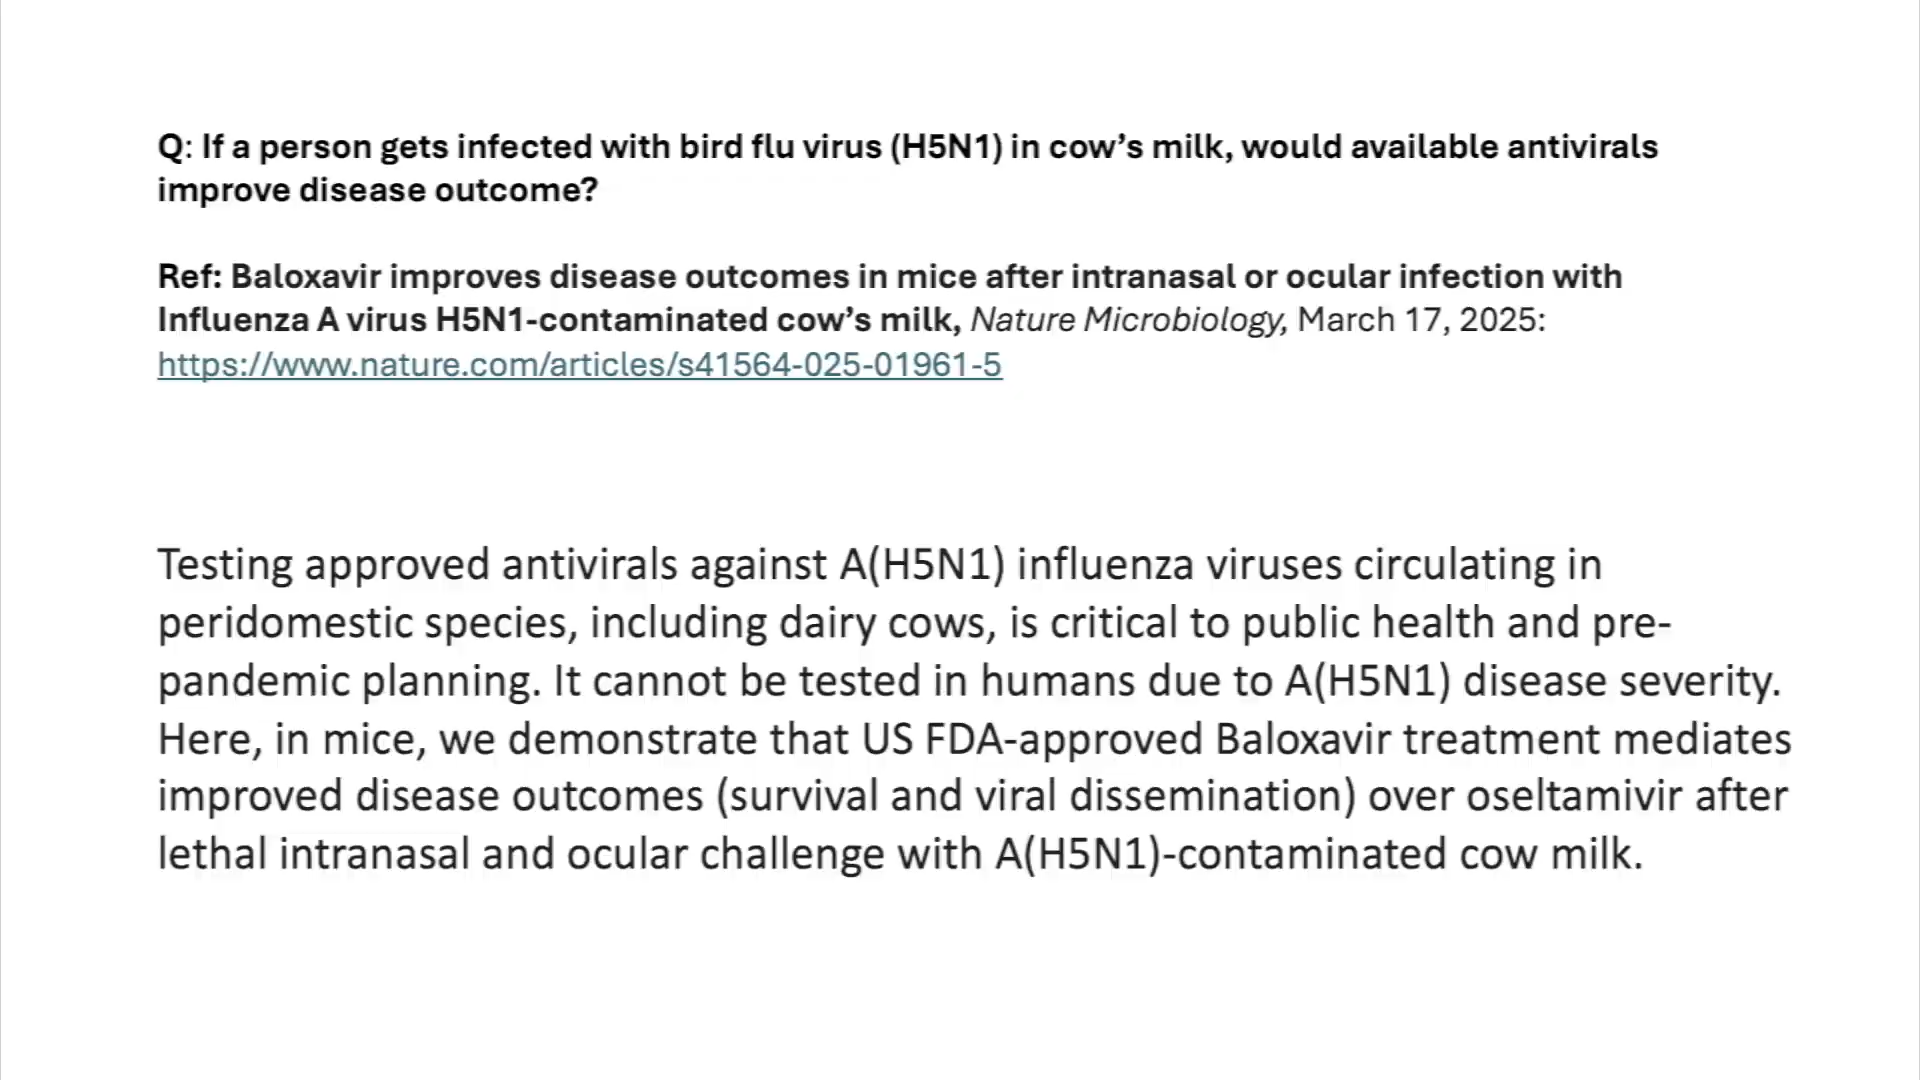 Q: If a person gets infected with bird flu virus (H5N1) in cow’s milk, would available antivirals
improve disease outcome?
Ref: Baloxavir improves disease outcomes in mice after intranasal or ocular infection with
Influenza A virus H5N1-contaminated cow’s milk, Nature Microbiology, March 17, 2025:
https://www.nature.com/articles/s41564-025-01961-5
Testing approved antivirals against A(H5N1) influenza viruses circulating in
peridomestic species, including dairy cows, is critical to public health and pre-
pandemic planning. It cannot be tested in humans due to A(H5N1) disease severity.
Here, in mice, we demonstrate that US FDA-approved Baloxavir treatment mediates
improved disease outcomes (survival and viral dissemination) over oseltamivir after
lethal intranasal and ocular challenge with A(H5N1)-contaminated cow milk.